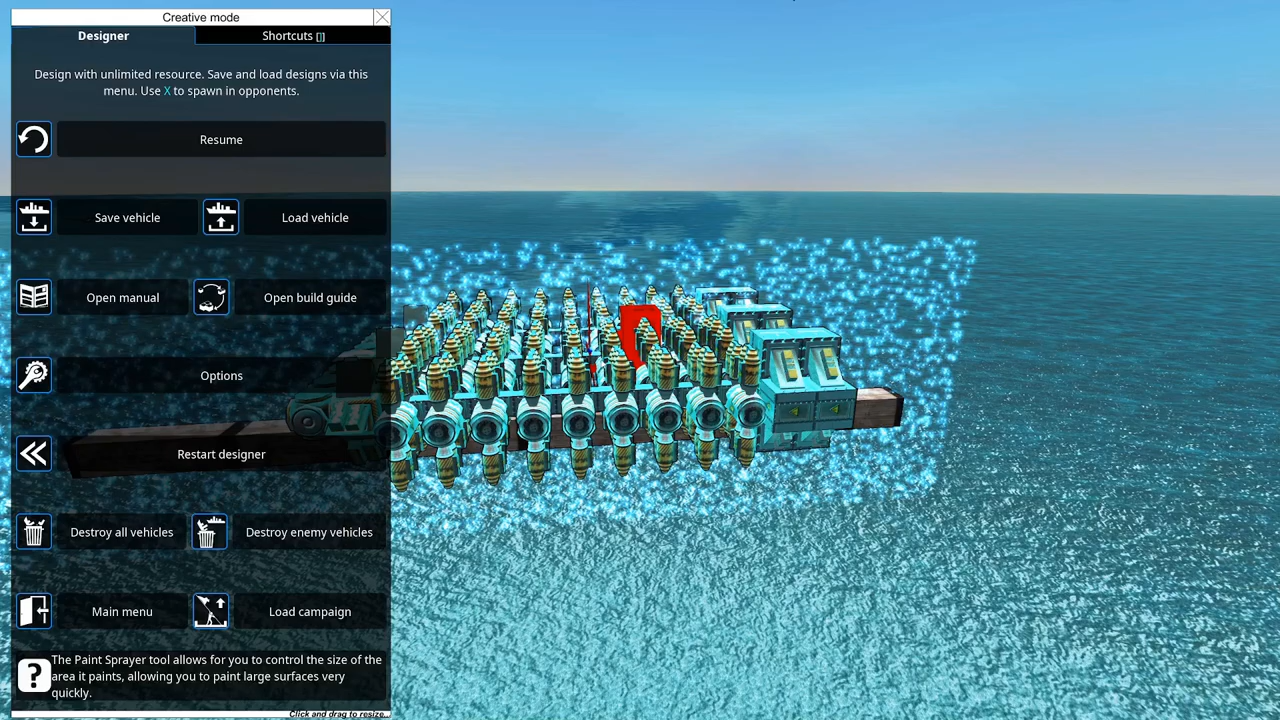 Creative mode
Designer
Shortcuts []
Design with unlimited resource. Save and load designs via this
menu. Use X to spawn in opponents.
Resume
Save vehicle
Load vehicle
Open manual
Open build guide
Options
Restart designer
Destroy all vehicles
Destroy enemy vehicles
Main menu
Load campaign
?
The Paint Sprayer tool allows for you to control the size of the
area it paints, allowing you to paint large surfaces very
quickly.
Click and drag to resize...